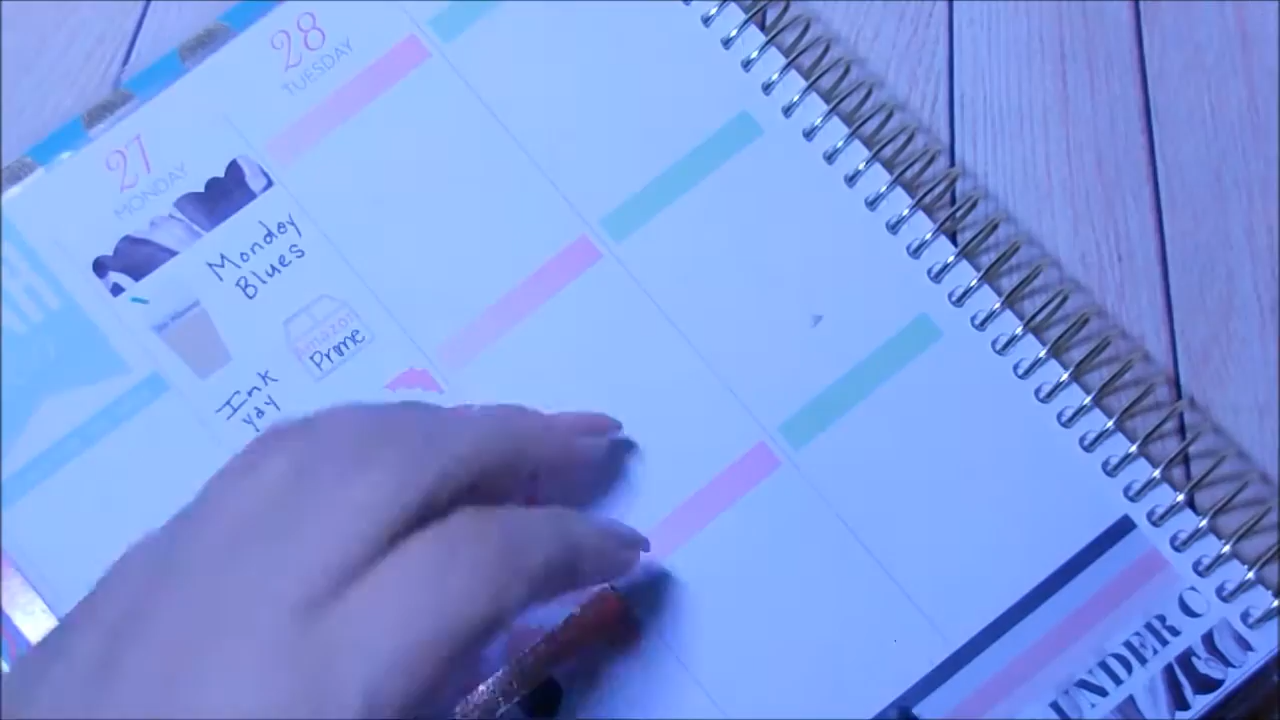 28
TUESDAY
27
MONDAY
Monday
Blues
Amazon
Prime
Ink
yay
UNDER C